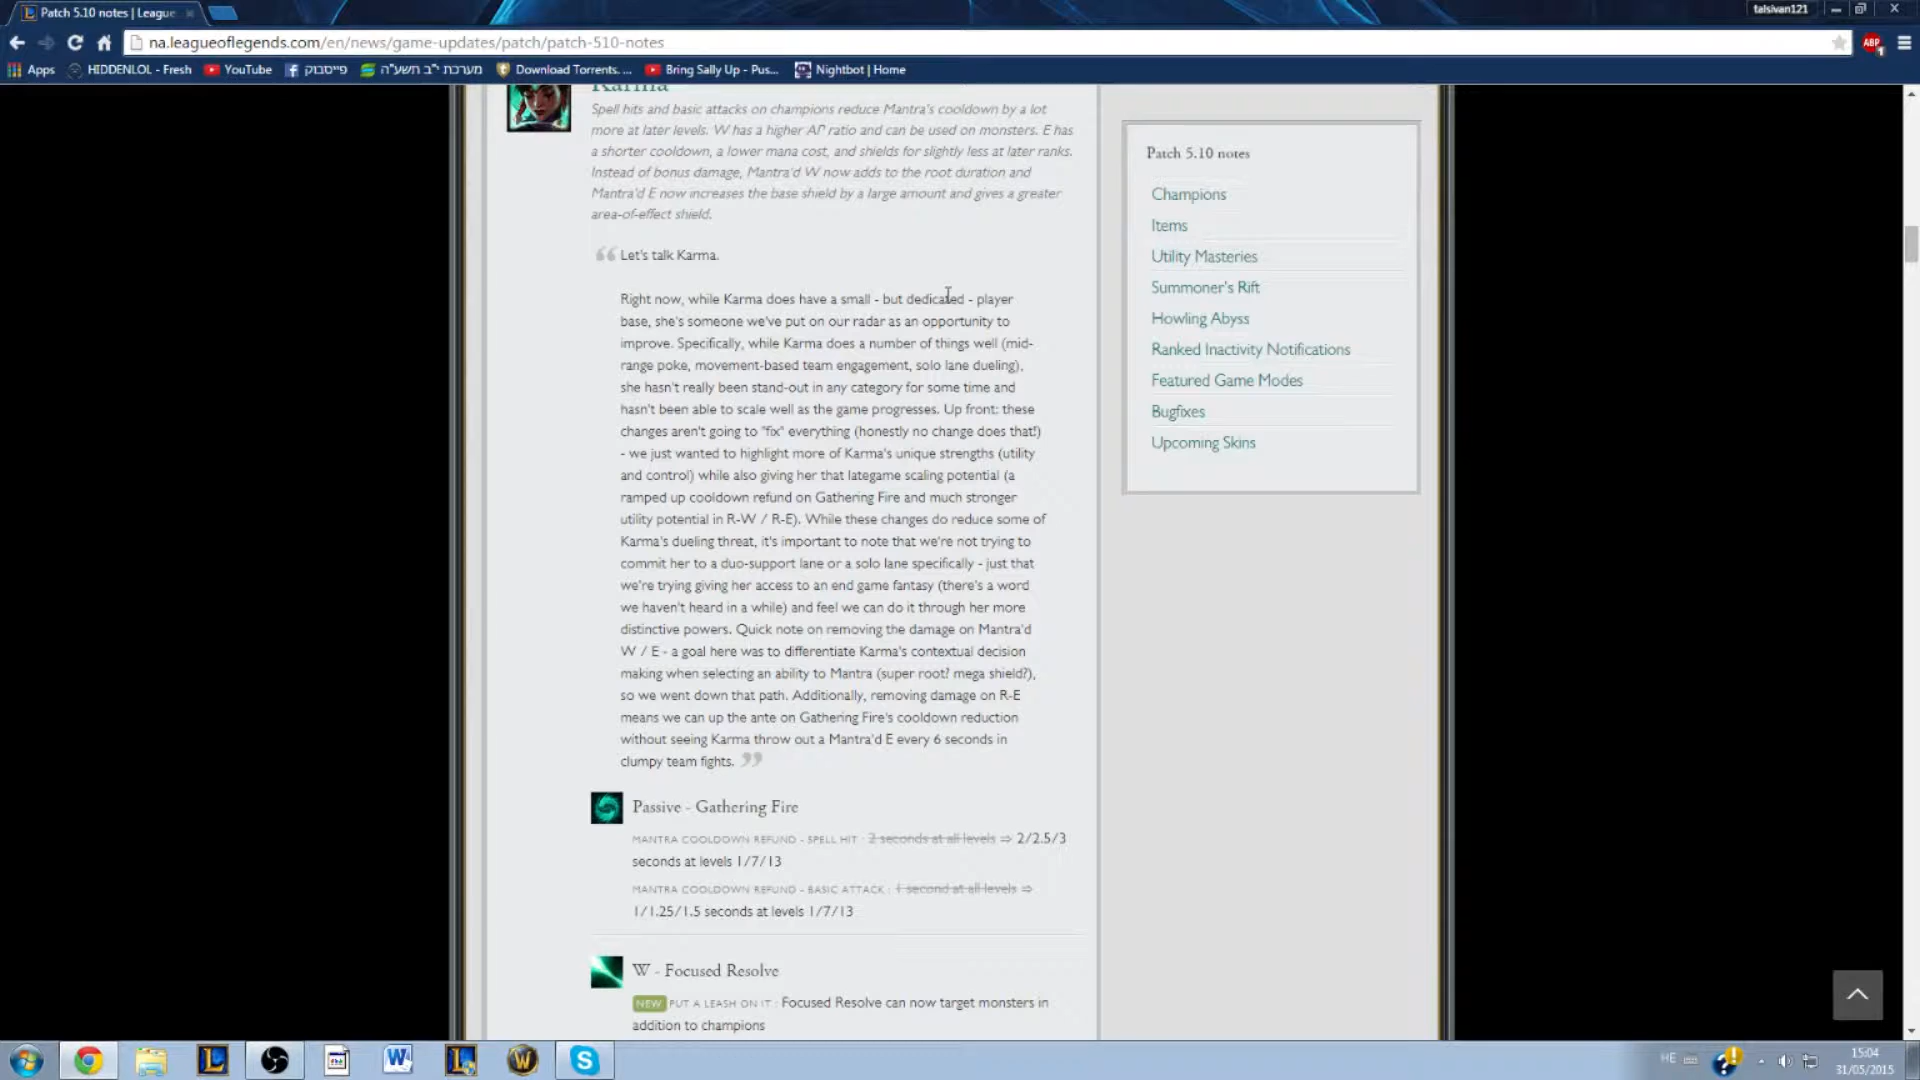 Patch 5.10 notes | League
talsivan121
na.leagueoflegends.com/en/news/game-updates/patch/patch-510-notes
ABP
1
Apps
HIDDENLOL - Fresh
YouTube
פייסבוק
מערכת י"ב תשע"ה
Download Torrents. ...
Bring Sally Up - Pus...
Nightbot | Home
Karma
Spell hits and basic attacks on champions reduce Mantra's cooldown by a lot
more at later levels. W has a higher AP ratio and can be used on monsters. E has
a shorter cooldown, a lower mana cost, and shields for slightly less at later ranks.
Instead of bonus damage, Mantra'd W now adds to the root duration and
Mantra'd E now increases the base shield by a large amount and gives a greater
area-of-effect shield.
Let's talk Karma.
Right now, while Karma does have a small - but dedicated - player
base, she's someone we've put on our radar as an opportunity to
improve. Specifically, while Karma does a number of things well (mid-
range poke, movement-based team engagement, solo lane dueling),
she hasn't really been stand-out in any category for some time and
hasn't been able to scale well as the game progresses. Up front: these
changes aren't going to "fix" everything (honestly no change does that!)
- we just wanted to highlight more of Karma's unique strengths (utility
and control) while also giving her that lategame scaling potential (a
ramped up cooldown refund on Gathering Fire and much stronger
utility potential in R-W / R-E). While these changes do reduce some of
Karma's dueling threat, it's important to note that we're not trying to
commit her to a duo-support lane or a solo lane specifically - just that
we're trying giving her access to an end game fantasy (there's a word
we haven't heard in a while) and feel we can do it through her more
distinctive powers. Quick note on removing the damage on Mantra'd
W / E - a goal here was to differentiate Karma's contextual decision
making when selecting an ability to Mantra (super root? mega shield?),
so we went down that path. Additionally, removing damage on R-E
means we can up the ante on Gathering Fire's cooldown reduction
without seeing Karma throw out a Mantra'd E every 6 seconds in
clumpy team fights.
Passive - Gathering Fire
MANTRA COOLDOWN REFUND - SPELL HIT : 2 seconds at all levels ⇒ 2/2.5/3
seconds at levels 1/7/13
MANTRA COOLDOWN REFUND - BASIC ATTACK : 1 second at all levels ⇒
1/1.25/1.5 seconds at levels 1/7/13
W - Focused Resolve
NEW PUT A LEASH ON IT : Focused Resolve can now target monsters in
addition to champions
Patch 5.10 notes
Champions
Items
Utility Masteries
Summoner's Rift
Howling Abyss
Ranked Inactivity Notifications
Featured Game Modes
Bugfixes
Upcoming Skins
HE
15:04
31/05/2015